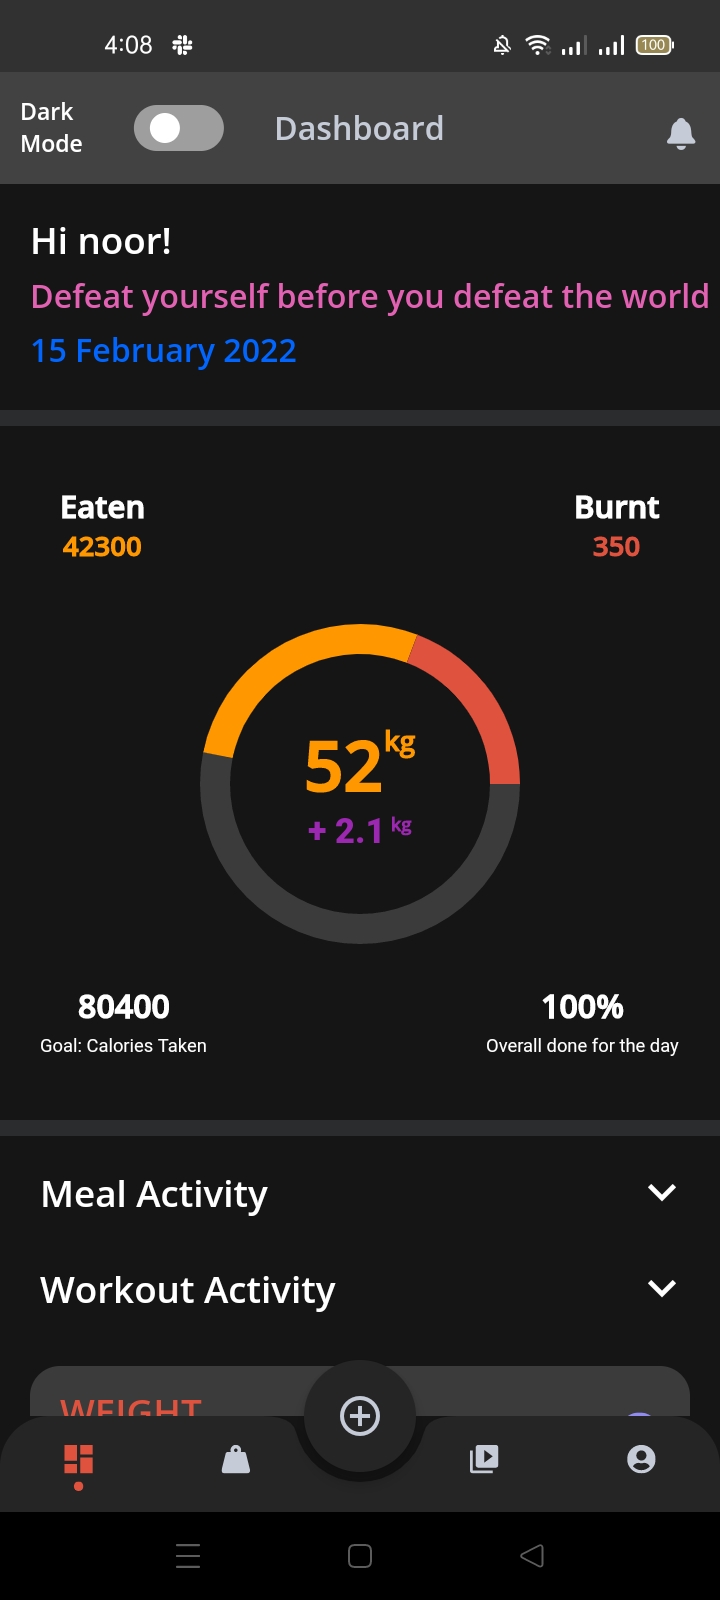 4:08
100
Dark
Mode
Dashboard
Hi noor!
Defeat yourself before you defeat the world
15 February 2022
Eaten
Burnt
42300
350
52 kg
+ 2.1 kg
80400
100%
Goal: Calories Taken
Overall done for the day
Meal Activity
Workout Activity
WEIGHT